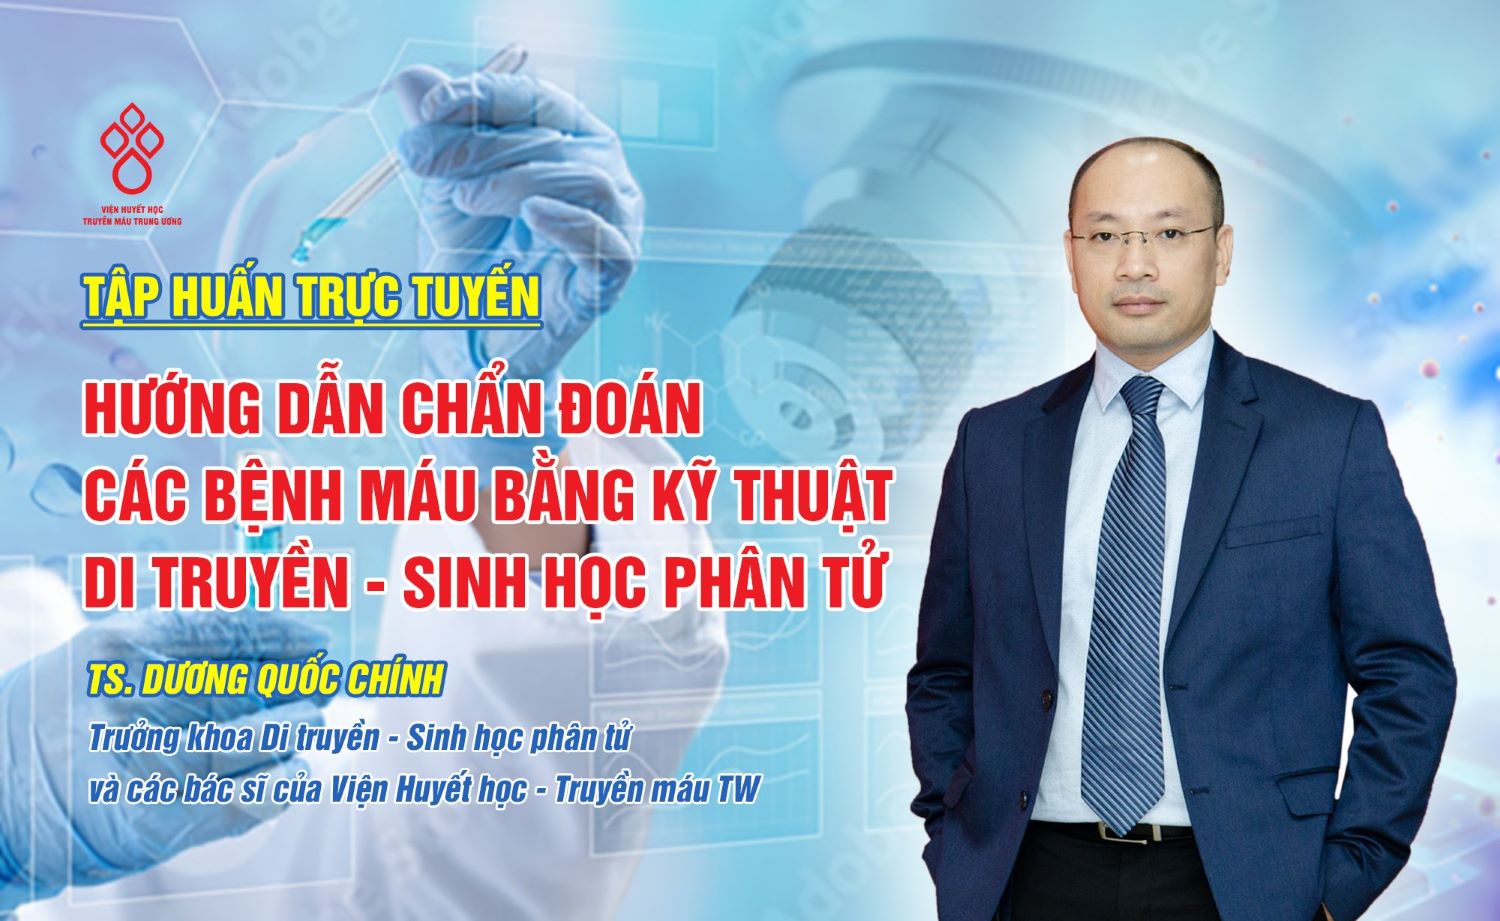 VIỆN HUYẾT HỌC
TRUYỀN MÁU TRUNG ƯƠNG
TẬP HUẤN TRỰC TUYẾN
HƯỚNG DẪN CHẨN ĐOÁN
CÁC BỆNH MÁU BẰNG KỸ THUẬT
DI TRUYỀN - SINH HỌC PHÂN TỬ
TS. DƯƠNG QUỐC CHÍNH
Trưởng khoa Di truyền - Sinh học phân tử
và các bác sĩ của Viện Huyết học - Truyền máu TW